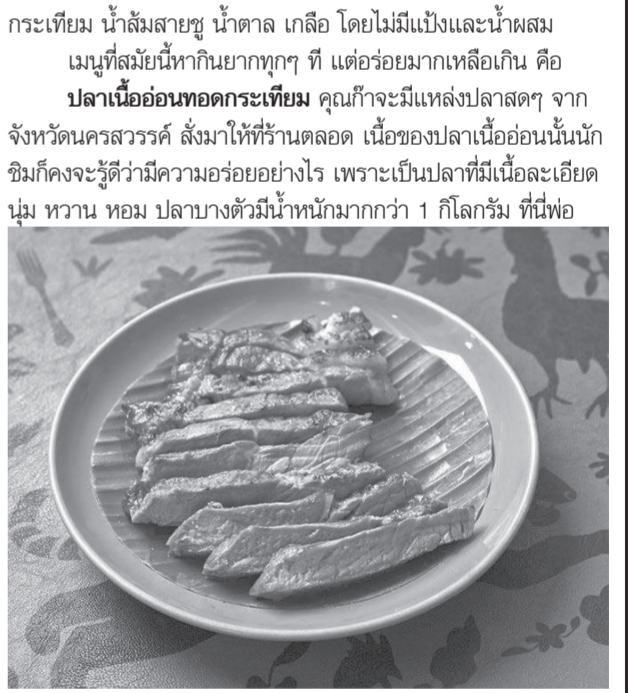 กระเทียม น้ำส้มสายชู น้ำตาล เกลือ โดยไม่มีแป้งและน้ำผสม
เมนูที่สมัยนี้หากินยากทุกๆ ที แต่อร่อยมากเหลือเกิน คือ
ปลาเนื้ออ่อนทอดกระเทียม คุณก๊าจะมีแหล่งปลาสดๆ จาก
จังหวัดนครสวรรค์ สั่งมาให้ที่ร้านตลอด เนื้อของปลาเนื้ออ่อนนั้นนัก
ชิมก็คงจะรู้ดีว่ามีความอร่อยอย่างไร เพราะเป็นปลาที่มีเนื้อละเอียด
นุ่ม หวาน หอม ปลาบางตัวมีน้ำหนักมากกว่า 1 กิโลกรัม ที่นี่พ่อ